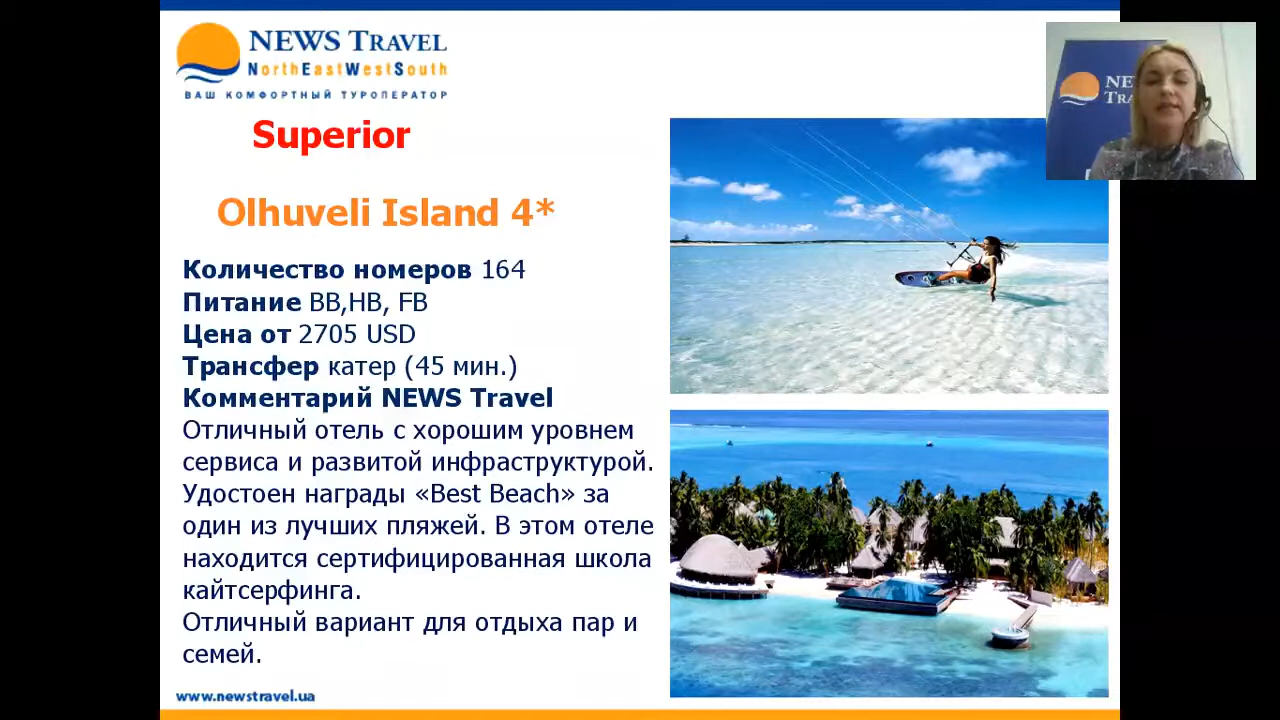 NEWS TRAVEL
NorthEastWestSouth
ВАШ КОМФОРТНЫЙ ТУРОПЕРАТОР
Superior
Olhuveli Island 4*
Количество номеров 164
Питание BB,HB, FB
Цена от 2705 USD
Трансфер катер (45 мин.)
Комментарий NEWS Travel
Отличный отель с хорошим уровнем
сервиса и развитой инфраструктурой.
Удостоен награды «Best Beach» за
один из лучших пляжей. В этом отеле
находится сертифицированная школа
кайтсерфинга.
Отличный вариант для отдыха пар и
семей.
www.newstravel.ua